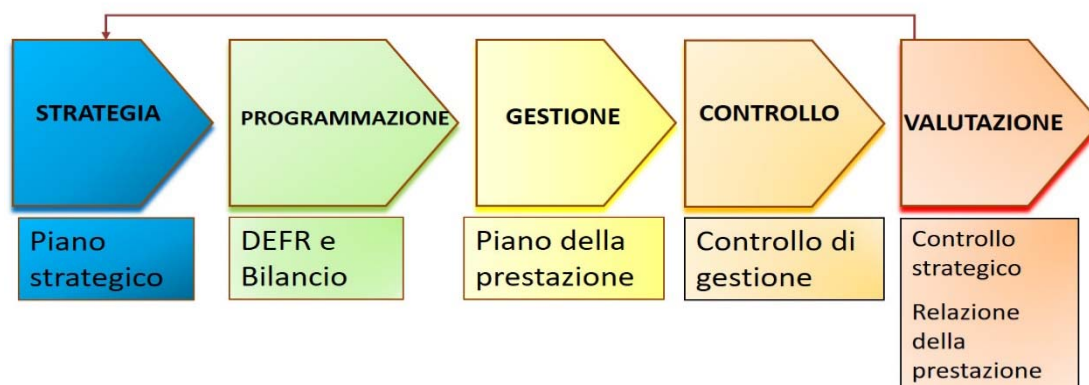 STRATEGIA
PROGRAMMAZIONE
GESTIONE
CONTROLLO
VALUTAZIONE
Piano
strategico
DEFR e
Bilancio
Piano della
prestazione
Controllo di
gestione
Controllo
strategico
Relazione
della
prestazione